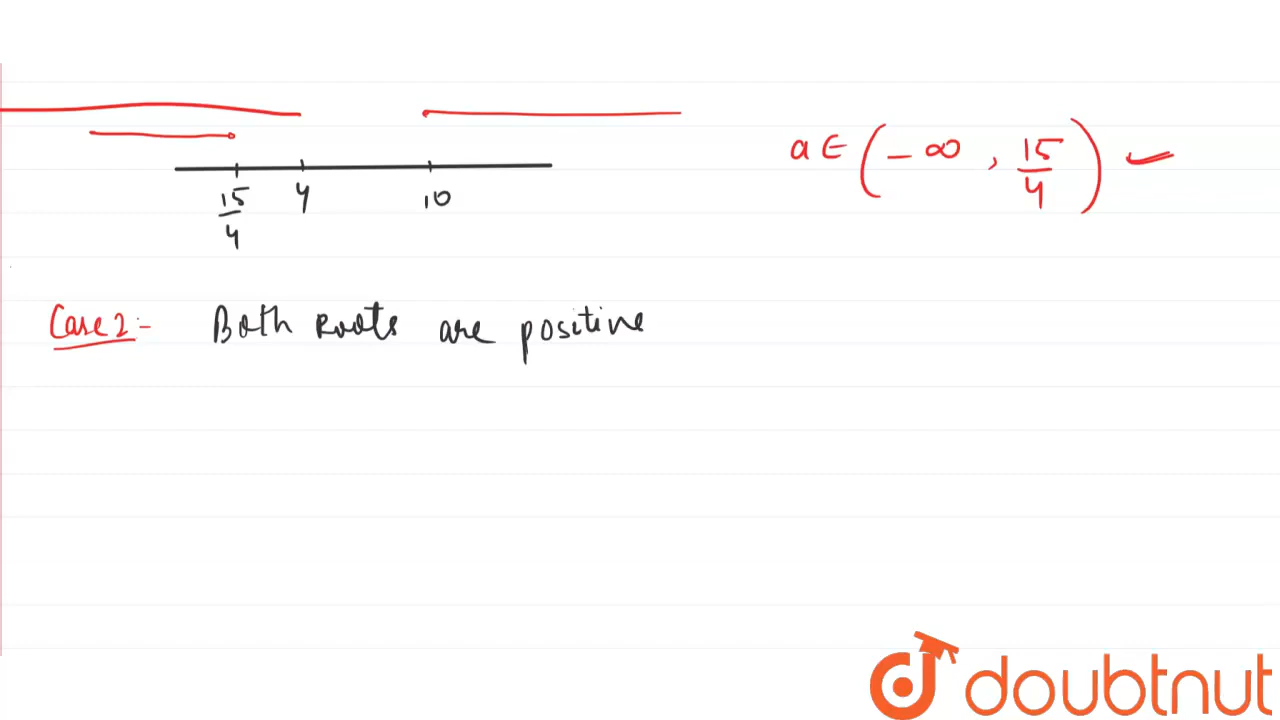 15/4 4 10
a ∈ (-∞, 15/4)
Case 2:- Both roots are positive
doubtnut